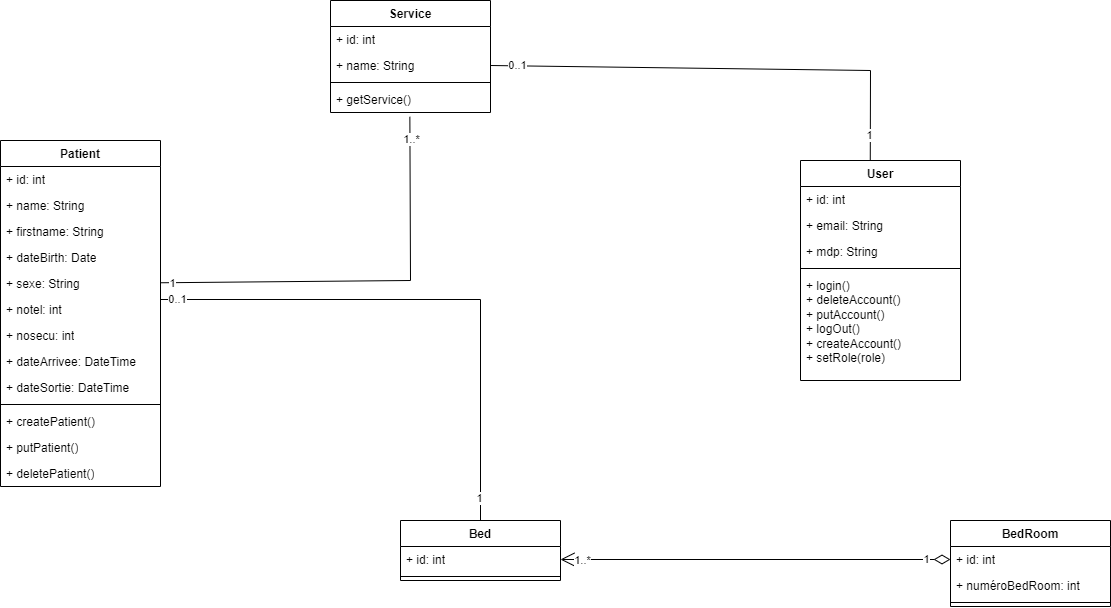 Service
+ id: int
+ name: String
+ getService()
0..1
1..*
1
Patient
+ id: int
+ name: String
+ firstname: String
+ dateBirth: Date
+ sexe: String
+ notel: int
+ nosecu: int
+ dateArrivee: DateTime
+ dateSortie: DateTime
+ createPatient()
+ putPatient()
+ deletePatient()
1
0..1
User
+ id: int
+ email: String
+ mdp: String
+ login()
+ deleteAccount()
+ putAccount()
+ logOut()
+ createAccount()
+ setRole(role)
1
Bed
+ id: int
1..*
1
BedRoom
+ id: int
+ numéroBedRoom: int